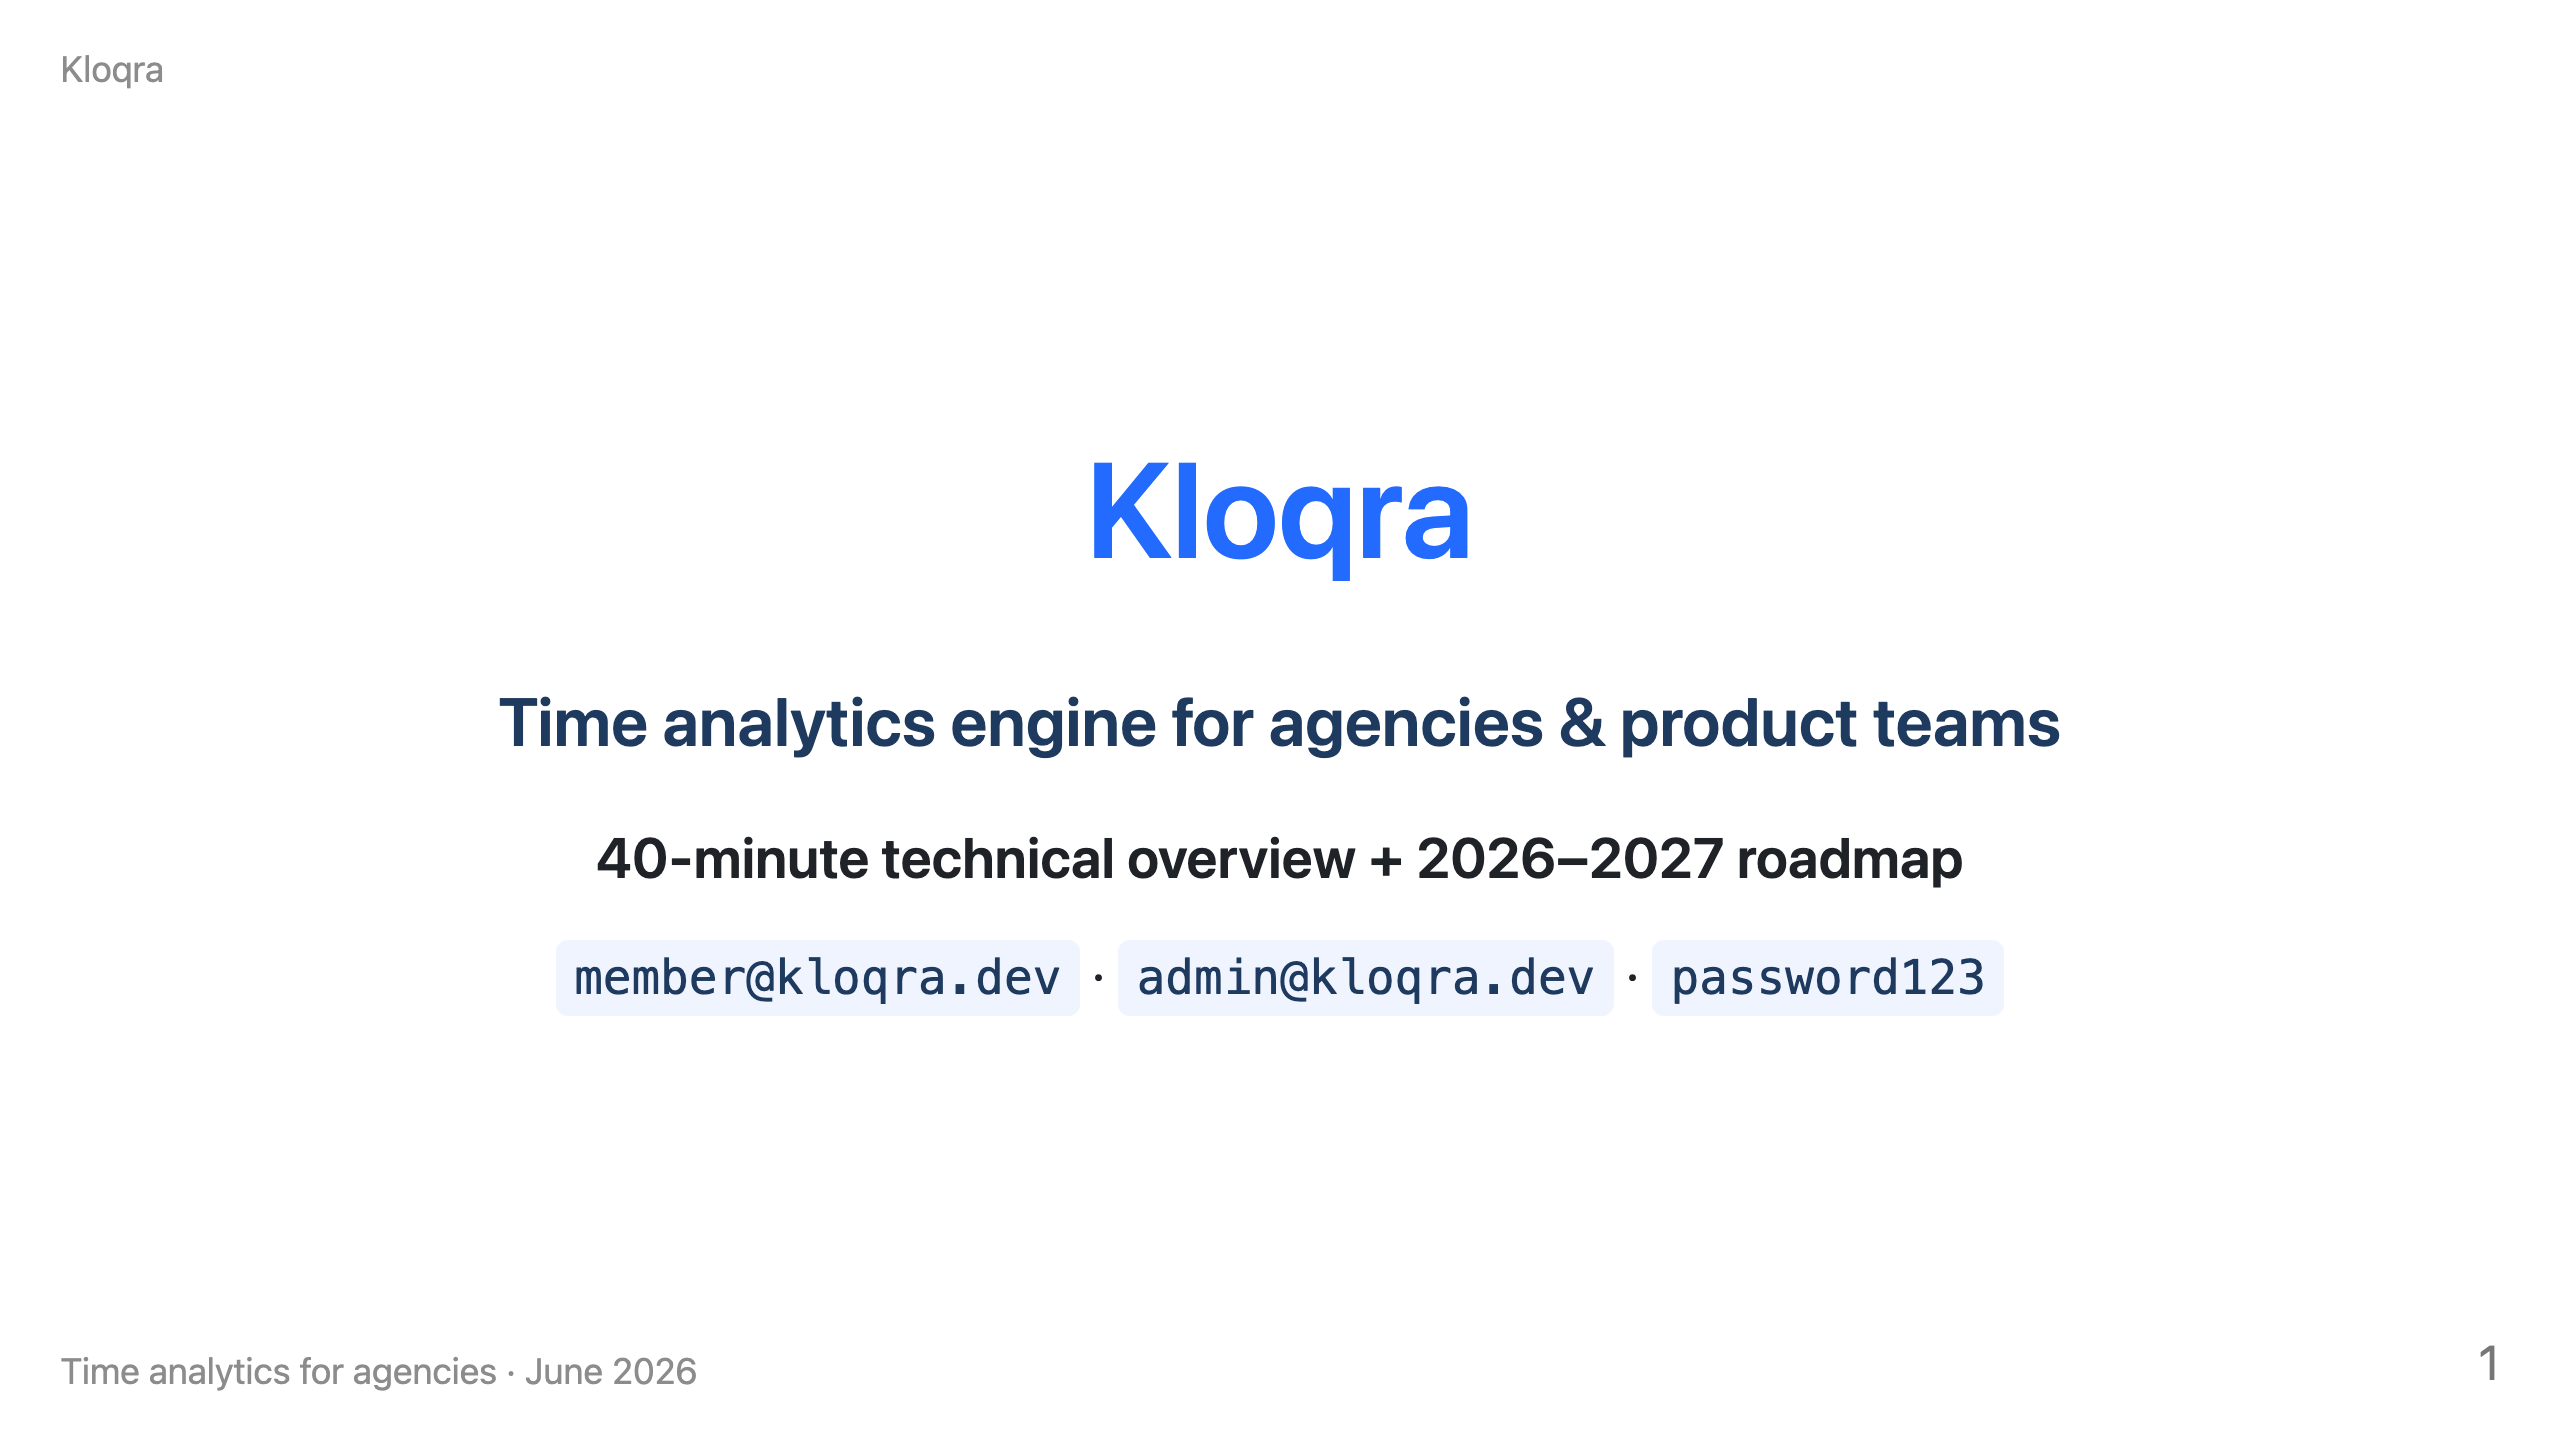 Kloqra
Kloqra
Time analytics engine for agencies & product teams
40-minute technical overview + 2026–2027 roadmap
member@kloqra.dev · admin@kloqra.dev · password123
Time analytics for agencies · June 2026
1